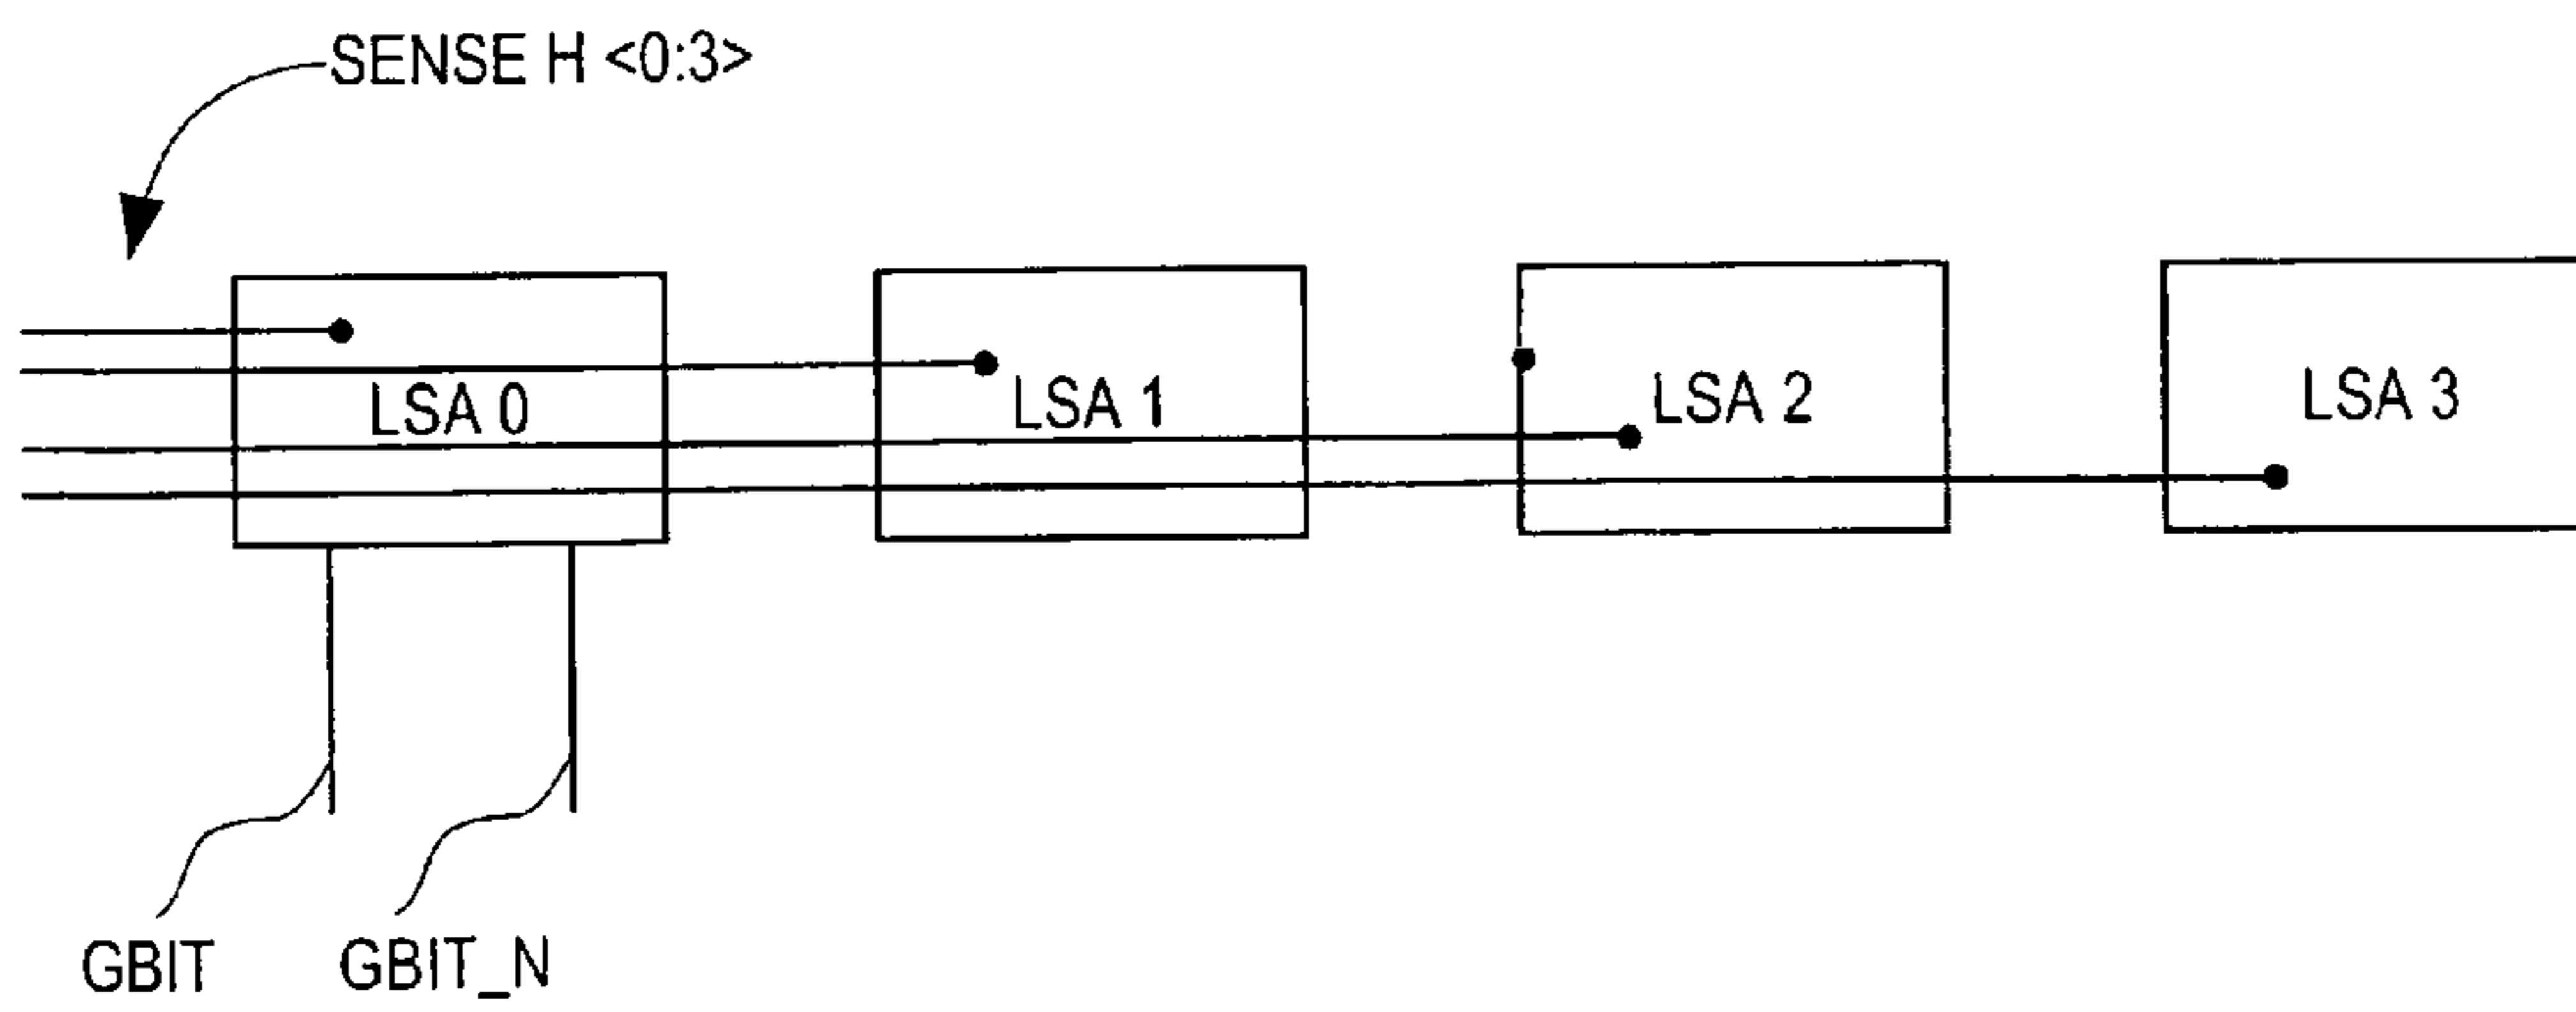 SENSE H <0:3>
LSA 0
LSA 1
LSA 2
LSA 3
GBIT
GBIT_N